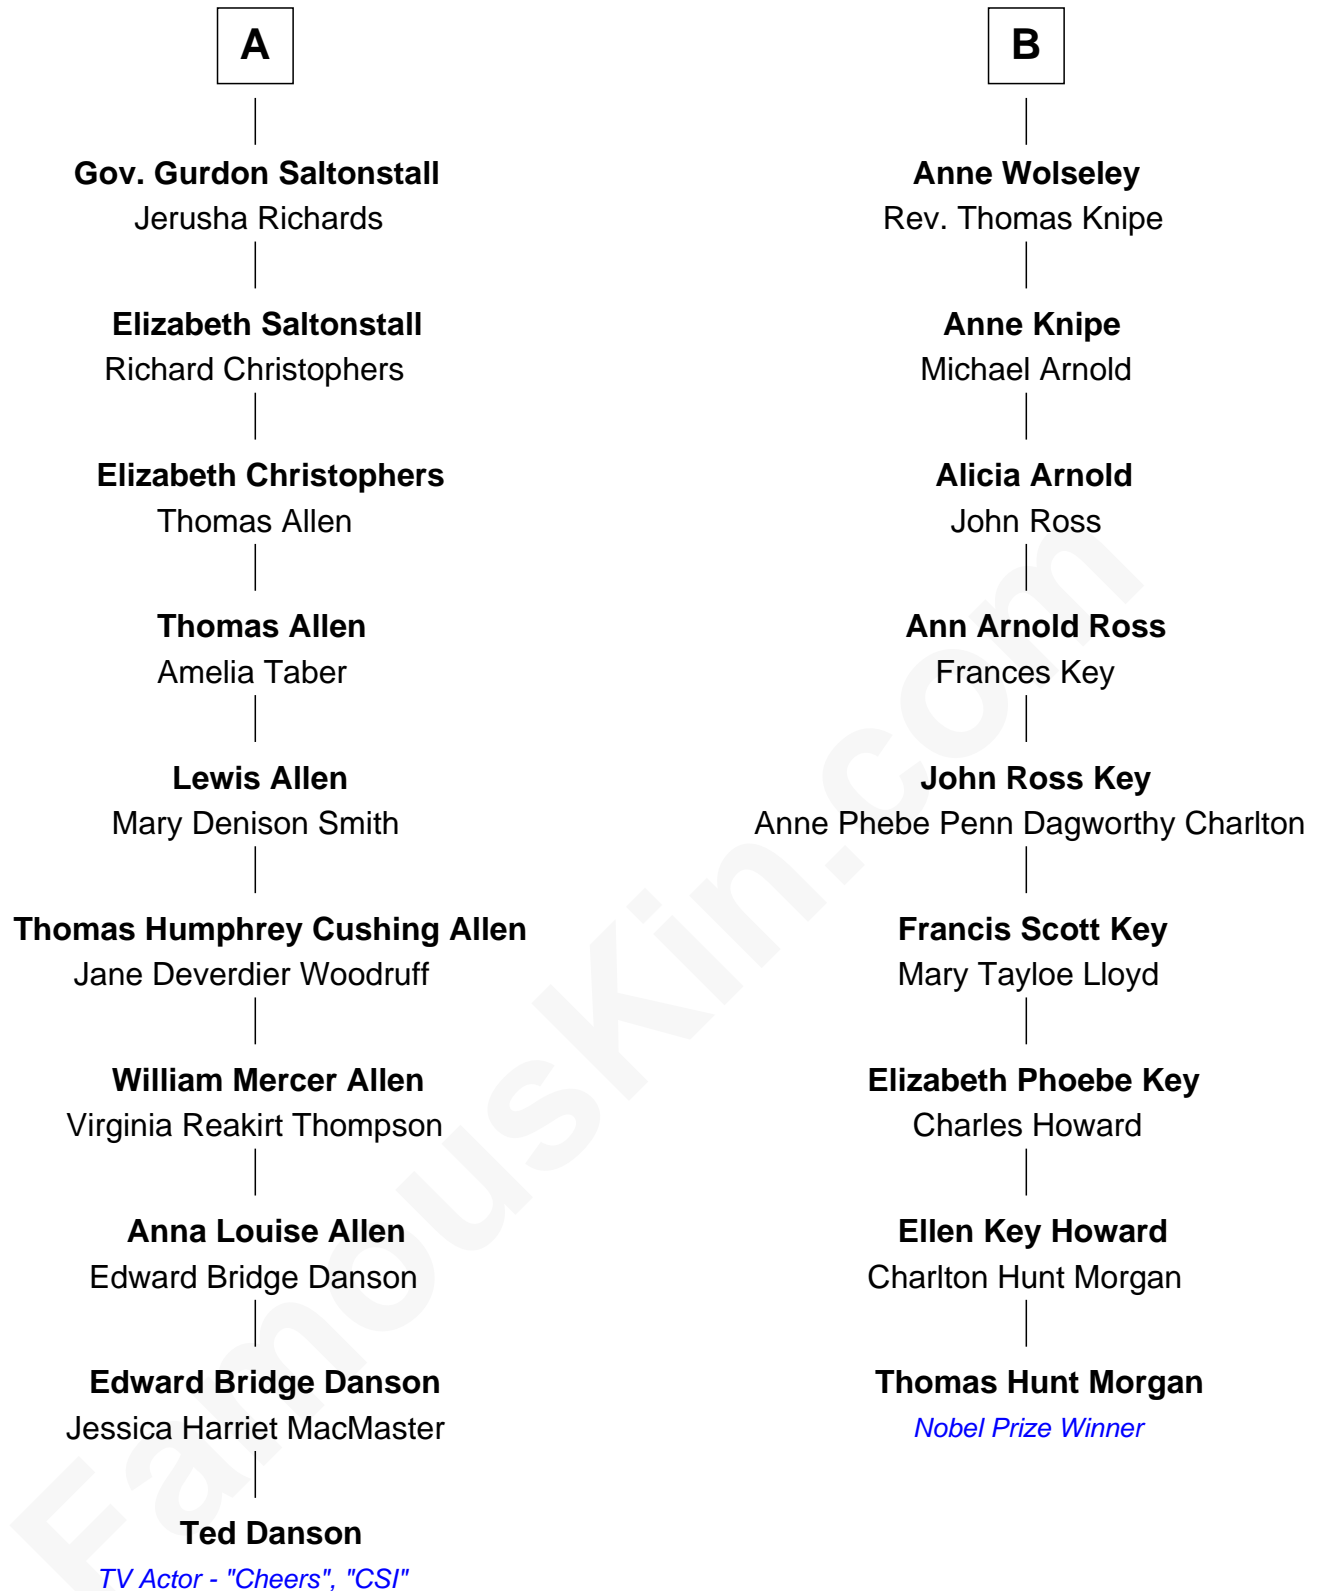 A
Gov. Gurdon Saltonstall
Jerusha Richards
Elizabeth Saltonstall
Richard Christophers
Elizabeth Christophers
Thomas Allen
Thomas Allen
Amelia Taber
Lewis Allen
Mary Denison Smith
Thomas Humphrey Cushing Allen
Jane Deverdier Woodruff
William Mercer Allen
Virginia Reakirt Thompson
Anna Louise Allen
Edward Bridge Danson
Edward Bridge Danson
Jessica Harriet MacMaster
Ted Danson
TV Actor - "Cheers", "CSI"
B
Anne Wolseley
Rev. Thomas Knipe
Anne Knipe
Michael Arnold
Alicia Arnold
John Ross
Ann Arnold Ross
Frances Key
John Ross Key
Anne Phebe Penn Dagworthy Charlton
Francis Scott Key
Mary Tayloe Lloyd
Elizabeth Phoebe Key
Charles Howard
Ellen Key Howard
Charlton Hunt Morgan
Thomas Hunt Morgan
Nobel Prize Winner
FamousKin.com